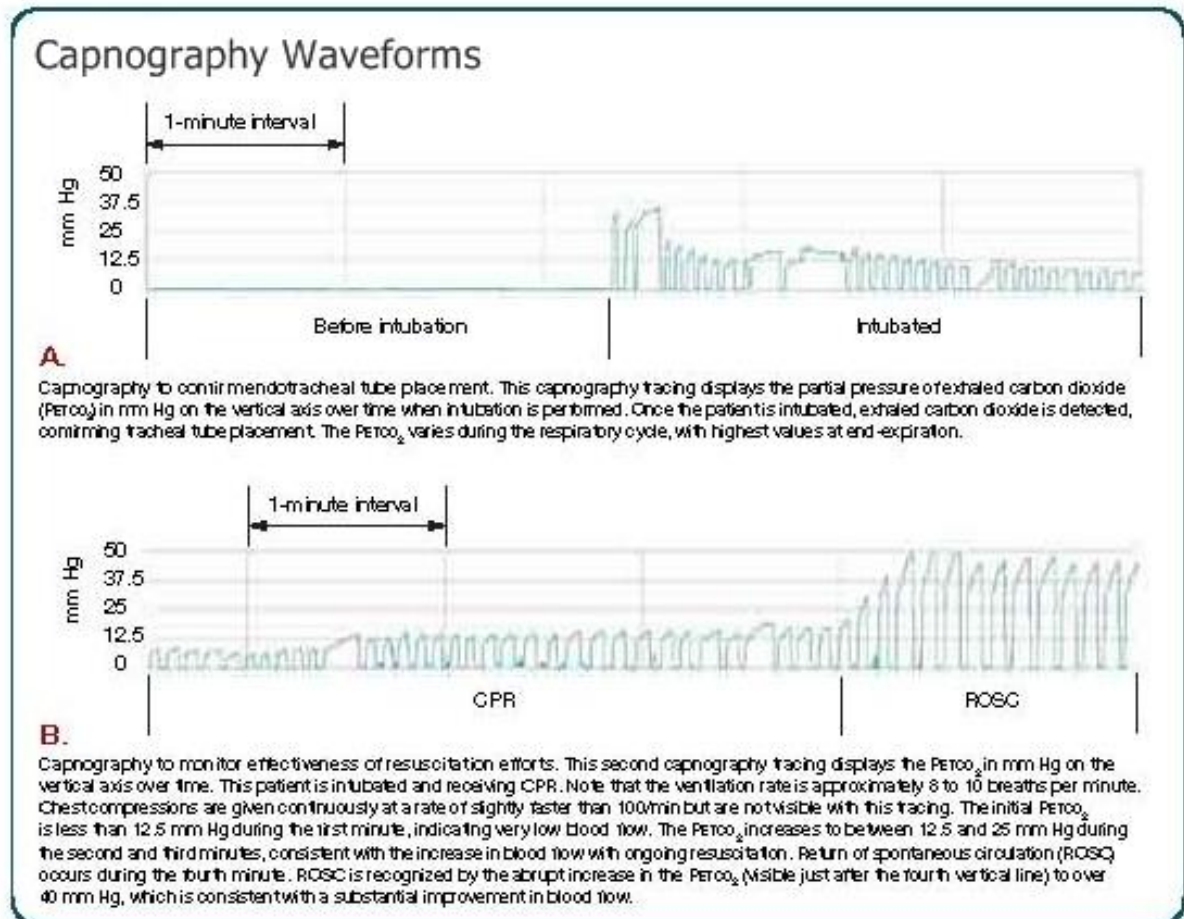 Capnography Waveforms
1-minute interval
50
37.5
25
12.5
0
mm Hg
Before intubation
Intubated
A.
Capnography to confirm endotracheal tube placement. This capnography tracing displays the partial pressure of exhaled carbon dioxide
(PETCO2) in mm Hg on the vertical axis over time when intubation is performed. Once the patient is intubated, exhaled carbon dioxide is detected,
confirming tracheal tube placement. The PETCO2 varies during the respiratory cycle, with highest values at end-expiration.
1-minute interval
50
37.5
25
12.5
0
mm Hg
CPR
ROSC
B.
Capnography to monitor effectiveness of resuscitation efforts. This second capnography tracing displays the PETCO2 in mm Hg on the
vertical axis over time. This patient is intubated and receiving CPR. Note that the ventilation rate is approximately 8 to 10 breaths per minute.
Chest compressions are given continuously at a rate of slightly faster than 100/min but are not visible with this tracing. The initial PETCO2
is less than 12.5 mm Hg during the first minute, indicating very low blood flow. The PETCO2 increases to between 12.5 and 25 mm Hg during
the second and third minutes, consistent with the increase in blood flow with ongoing resuscitation. Return of spontaneous circulation (ROSC)
occurs during the fourth minute. ROSC is recognized by the abrupt increase in the PETCO2 (visible just after the fourth vertical line) to over
40 mm Hg, which is consistent with a substantial improvement in blood flow.